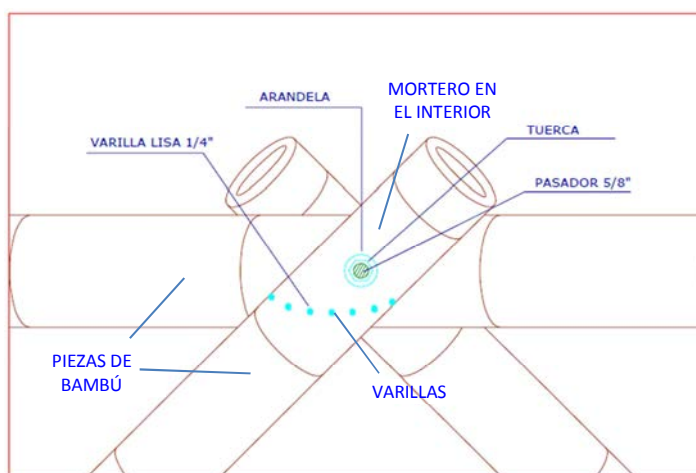 MORTERO EN
EL INTERIOR
ARANDELA
TUERCA
VARILLA LISA 1/4"
PASADOR 5/8"
PIEZAS DE
BAMBÚ
VARILLAS